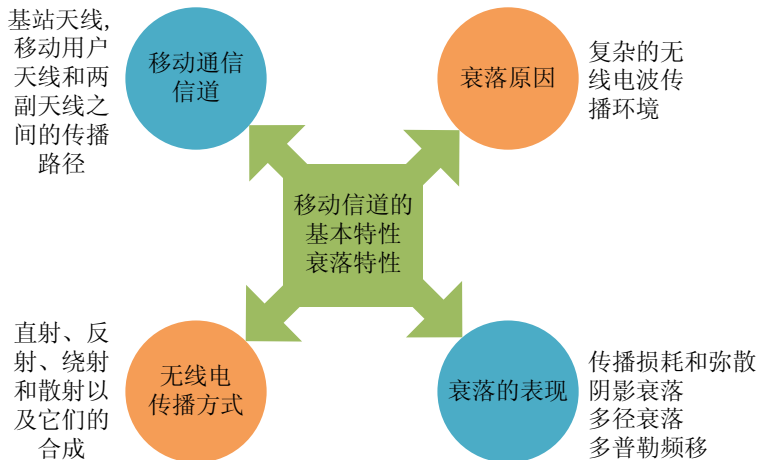 基站天线,
移动用户
天线和两
副天线之
间的传播
路径
移动通信
信道
衰落原因
复杂的无
线电波传
播环境
移动信道的
基本特性
衰落特性
直射、反
射、绕射
和散射以
及它们的
合成
无线电
传播方式
衰落的表现
传播损耗和弥散
阴影衰落
多径衰落
多普勒频移